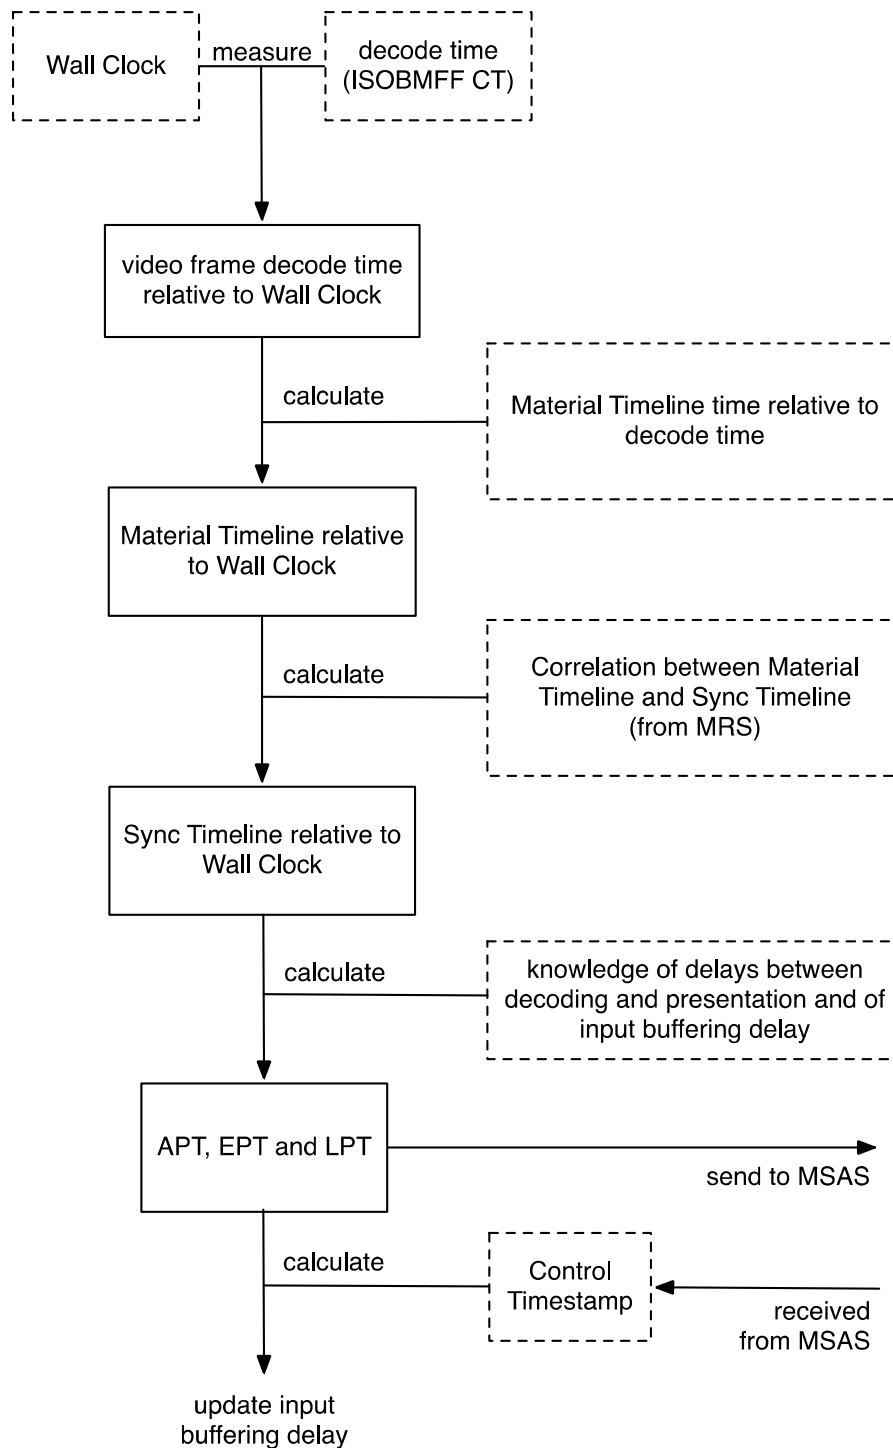 Wall Clock
measure
decode time
(ISOBMFF CT)
video frame decode time
relative to Wall Clock
calculate
Material Timeline time relative to
decode time
Material Timeline relative
to Wall Clock
calculate
Correlation between Material
Timeline and Sync Timeline
(from MRS)
Sync Timeline relative to
Wall Clock
calculate
knowledge of delays between
decoding and presentation and of
input buffering delay
APT, EPT and LPT
send to MSAS
calculate
Control
Timestamp
received
from MSAS
update input
buffering delay